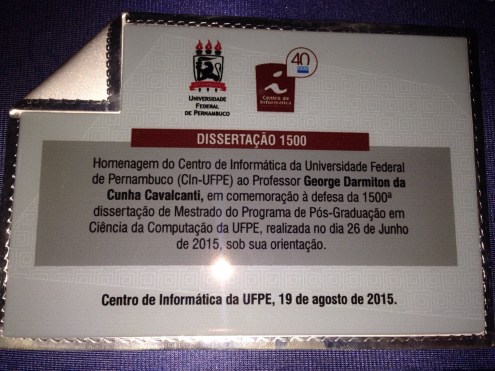 UNIVERSIDADE
FEDERAL
DE PERNAMBUCO
40
Centro de
Informática
DISSERTAÇÃO 1500
Homenagem do Centro de Informática da Universidade Federal
de Pernambuco (CIn-UFPE) ao Professor George Darmiton da
Cunha Cavalcanti, em comemoração à defesa da 1500ª
dissertação de Mestrado do Programa de Pós-Graduação em
Ciência da Computação da UFPE, realizada no dia 26 de Junho
de 2015, sob sua orientação.
Centro de Informática da UFPE, 19 de agosto de 2015.